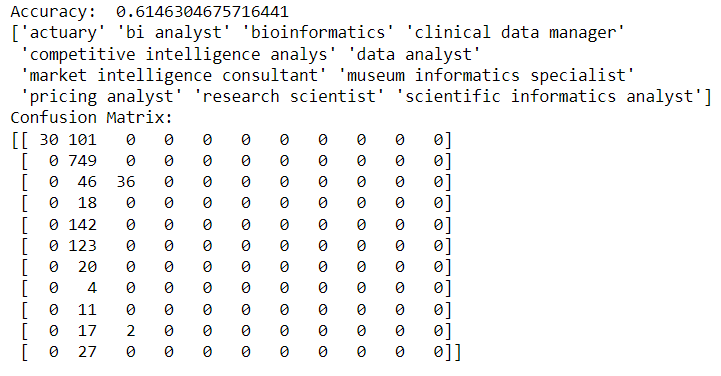 Accuracy:  0.6146304675716441
['actuary' 'bi analyst' 'bioinformatics' 'clinical data manager'
 'competitive intelligence analys' 'data analyst'
 'market intelligence consultant' 'museum informatics specialist'
 'pricing analyst' 'research scientist' 'scientific informatics analyst']
Confusion Matrix:
[[ 30 101   0   0   0   0   0   0   0   0   0]
 [  0 749   0   0   0   0   0   0   0   0   0]
 [  0  46  36   0   0   0   0   0   0   0   0]
 [  0  18   0   0   0   0   0   0   0   0   0]
 [  0 142   0   0   0   0   0   0   0   0   0]
 [  0 123   0   0   0   0   0   0   0   0   0]
 [  0  20   0   0   0   0   0   0   0   0   0]
 [  0   4   0   0   0   0   0   0   0   0   0]
 [  0  11   0   0   0   0   0   0   0   0   0]
 [  0  17   2   0   0   0   0   0   0   0   0]
 [  0  27   0   0   0   0   0   0   0   0   0]]